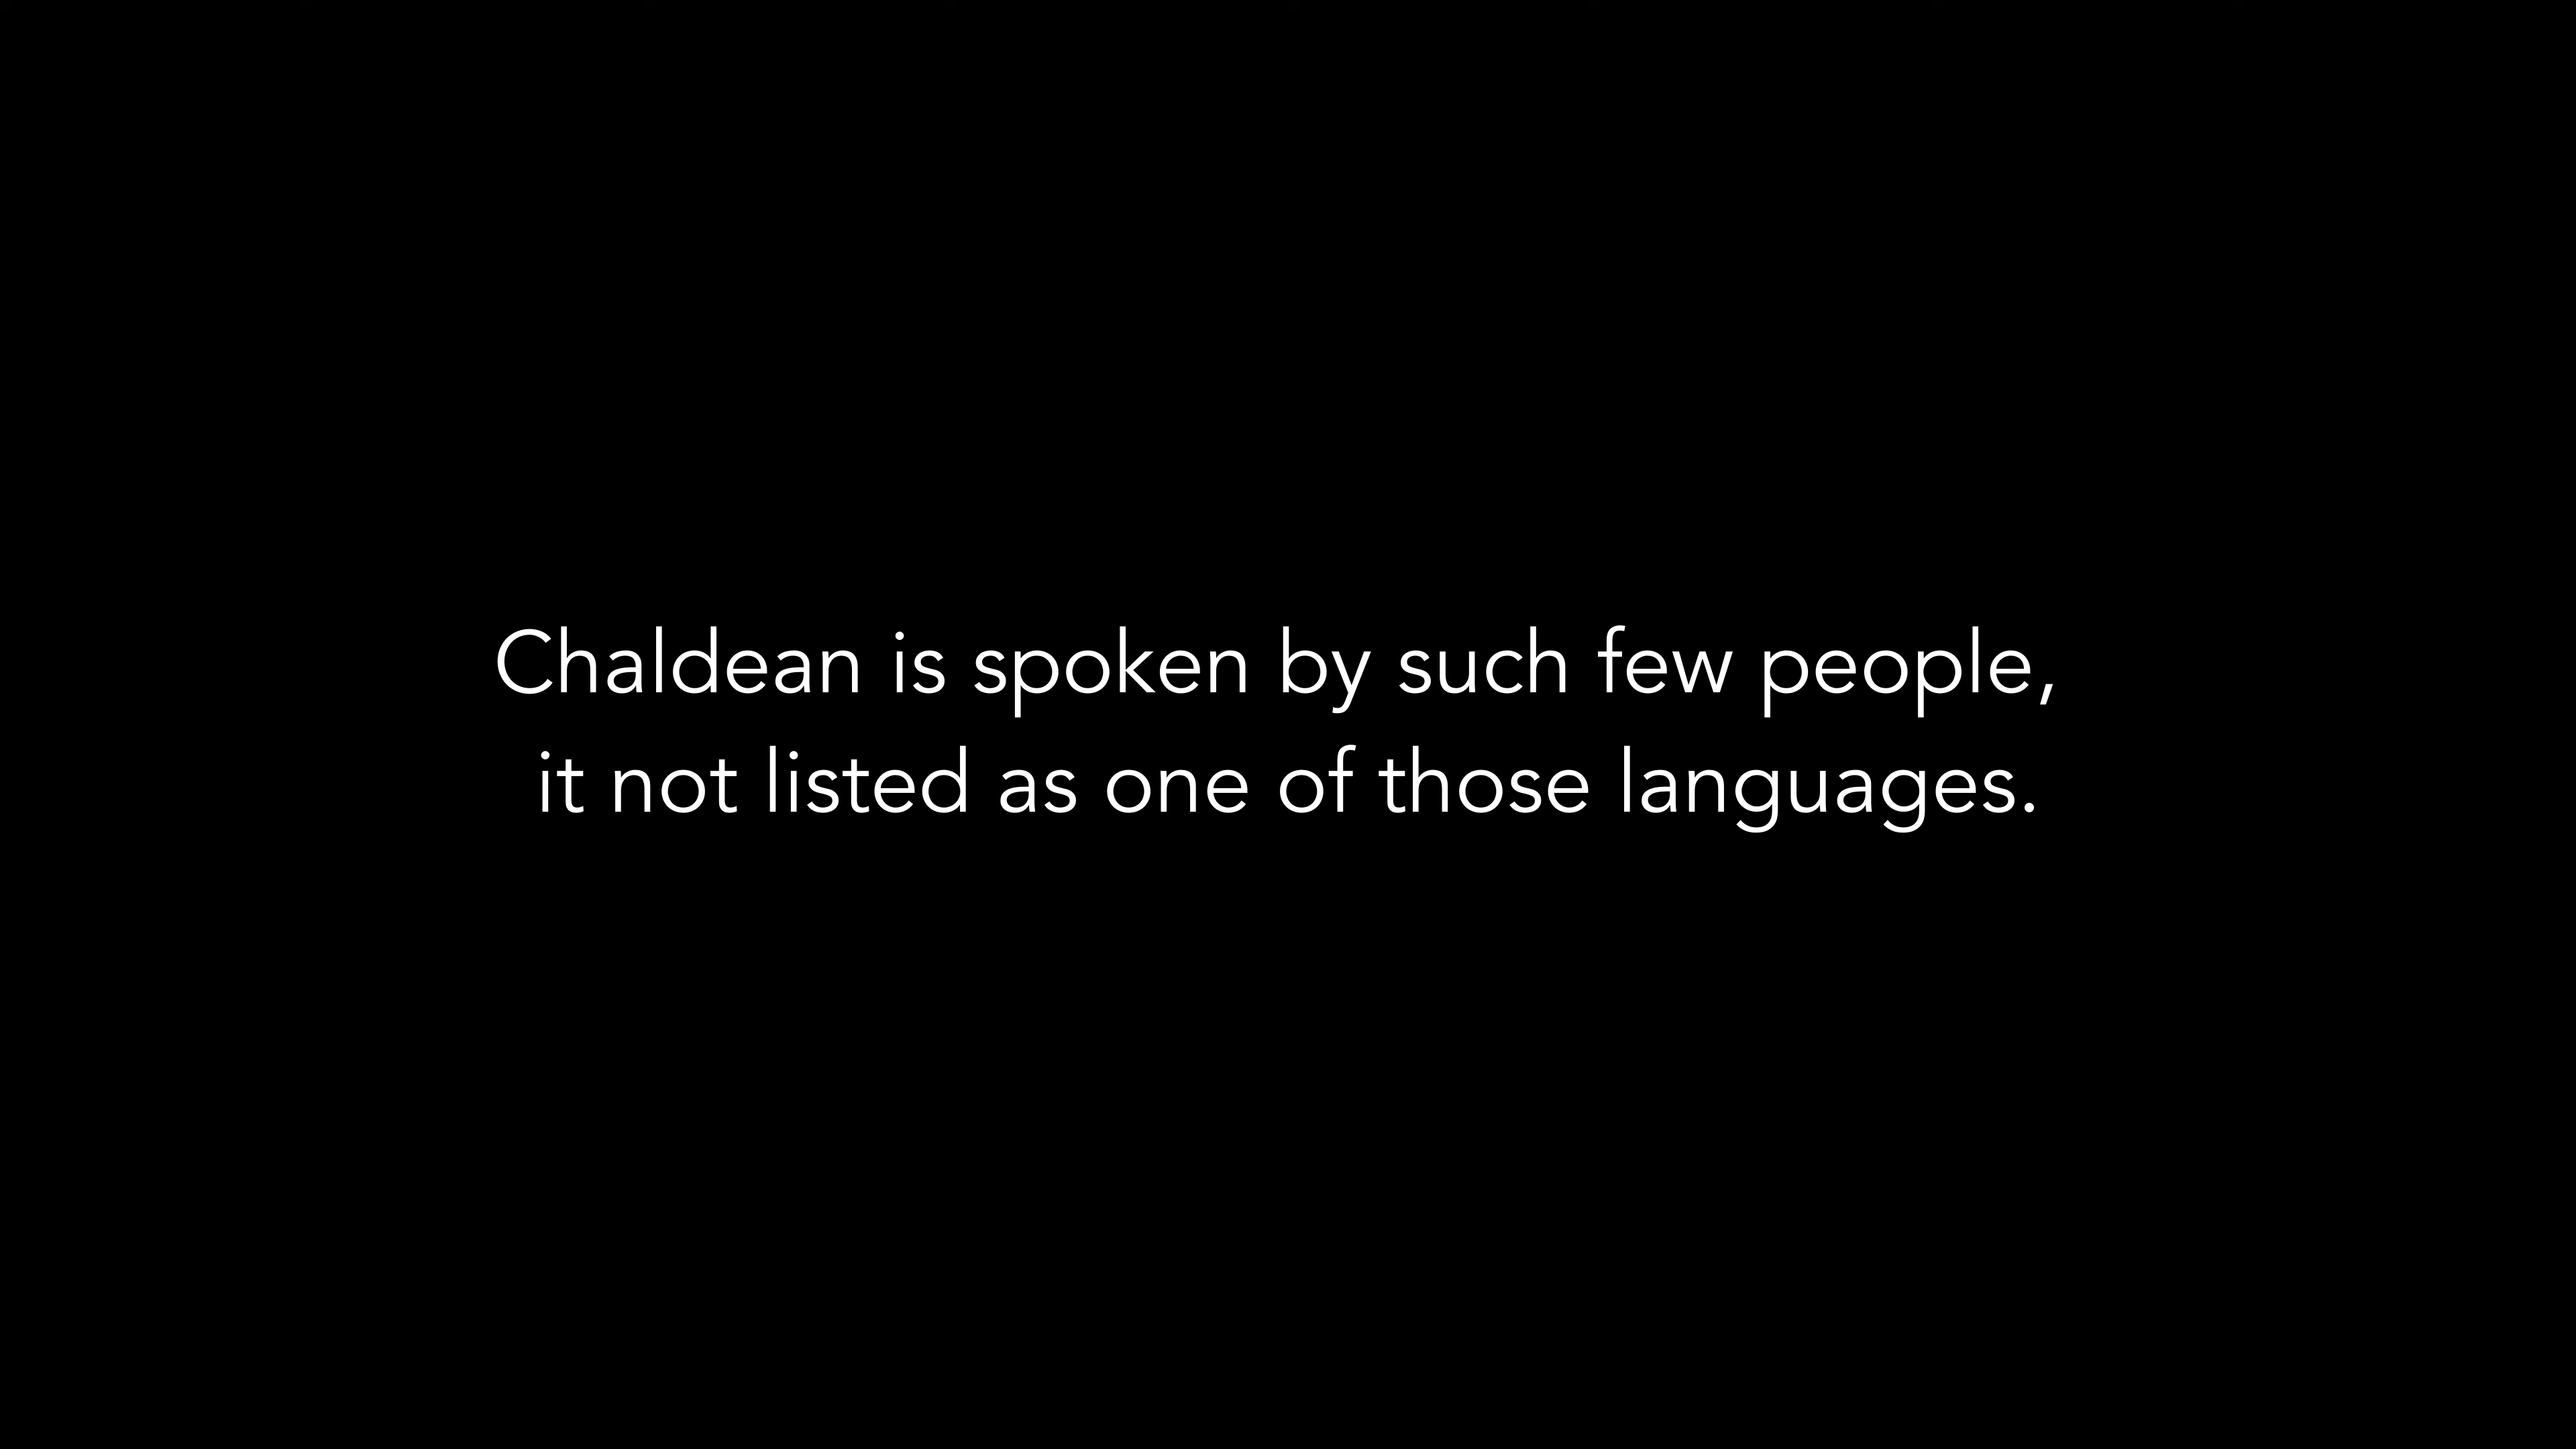 Chaldean is spoken by such few people,
it not listed as one of those languages.